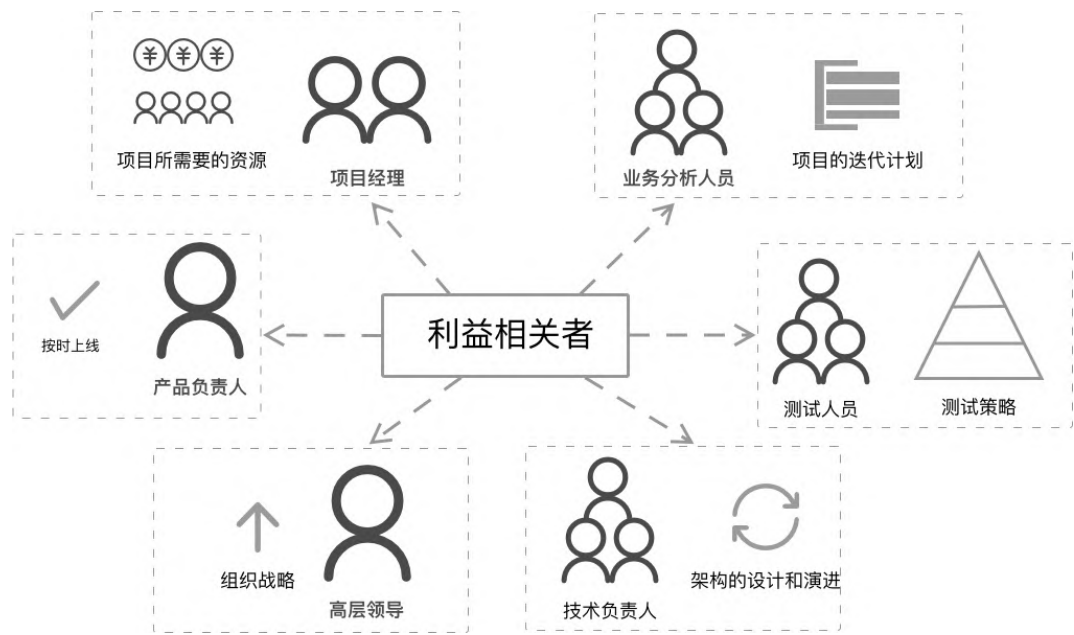 ¥ ¥ ¥
项目所需要的资源
项目经理
业务分析人员
项目的迭代计划
按时上线
产品负责人
利益相关者
测试人员
测试策略
组织战略
高层领导
技术负责人
架构的设计和演进